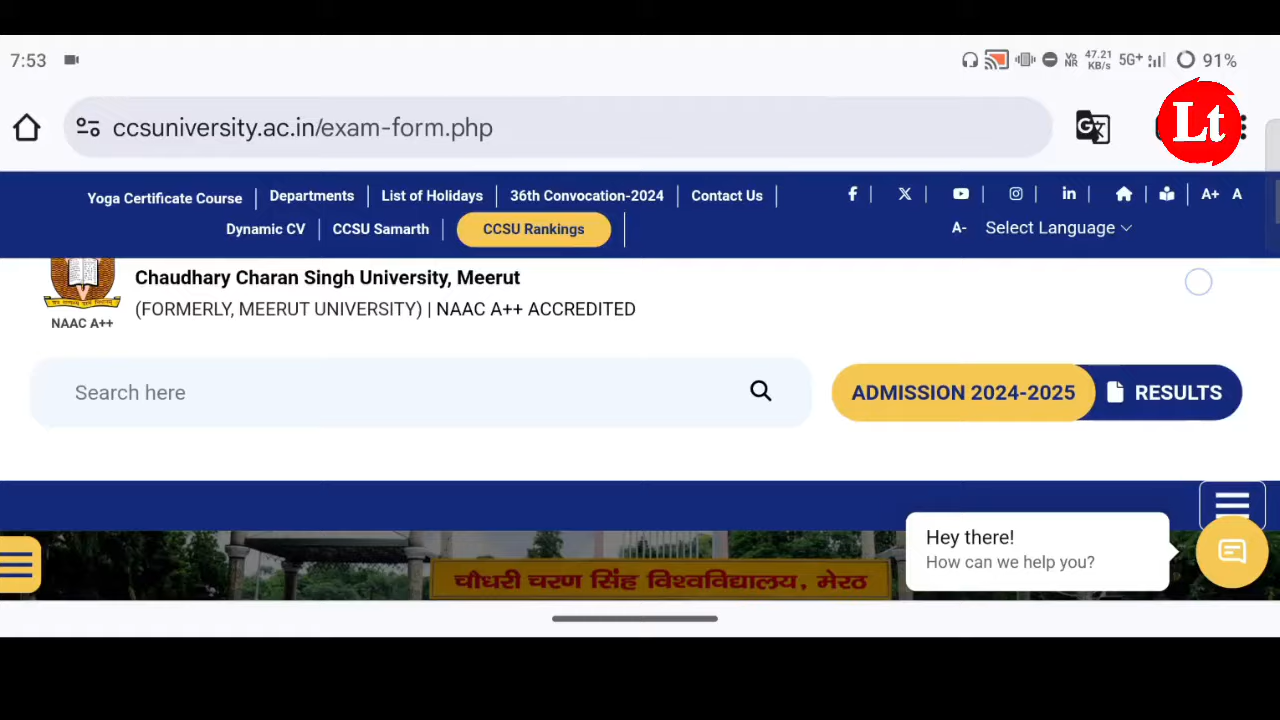 7:53
Vo NR 47.21 KB/s 5G+ 91%
ccsuniversity.ac.in/exam-form.php
Lt
Yoga Certificate Course Departments List of Holidays 36th Convocation-2024 Contact Us A+ A
Dynamic CV CCSU Samarth CCSU Rankings A- Select Language
Chaudhary Charan Singh University, Meerut
(FORMERLY, MEERUT UNIVERSITY) | NAAC A++ ACCREDITED
NAAC A++
Search here
ADMISSION 2024-2025 RESULTS
Hey there!
How can we help you?
चौधरी चरण सिंह विश्वविद्यालय, मेरठ